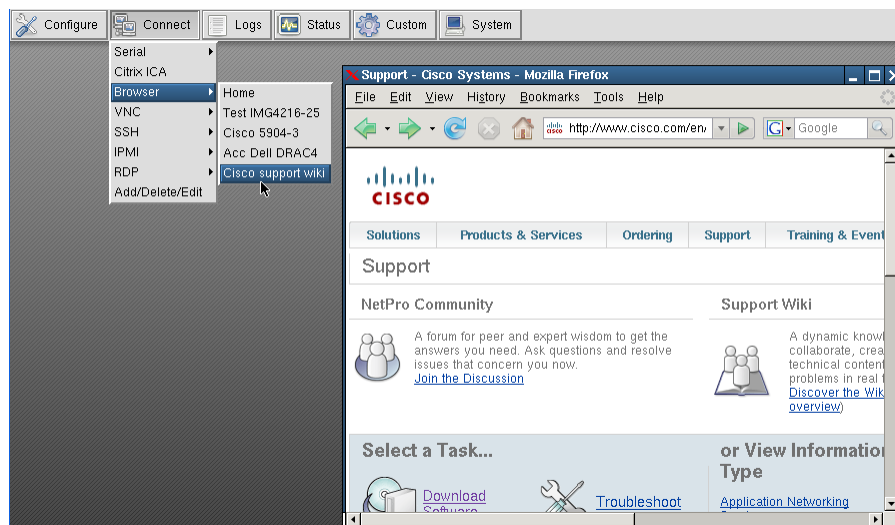 Configure Connect Logs Status Custom System
Serial
Citrix ICA
Browser
VNC
SSH
IPMI
RDP
Add/Delete/Edit
Home
Test IMG4216-25
Cisco 5904-3
Acc Dell DRAC4
Cisco support wiki
Support - Cisco Systems - Mozilla Firefox
File Edit View History Bookmarks Tools Help
http://www.cisco.com/en/ G Google
CISCO
Solutions Products & Services Ordering Support Training & Event
Support
NetPro Community
A forum for peer and expert wisdom to get the
answers you need. Ask questions and resolve
issues that concern you now.
Join the Discussion
Support Wiki
A dynamic knowl
collaborate, crea
technical content
problems in real
Discover the Wik
overview)
Select a Task...
Download
Software
Troubleshoot
or View Information
Type
Application Networking